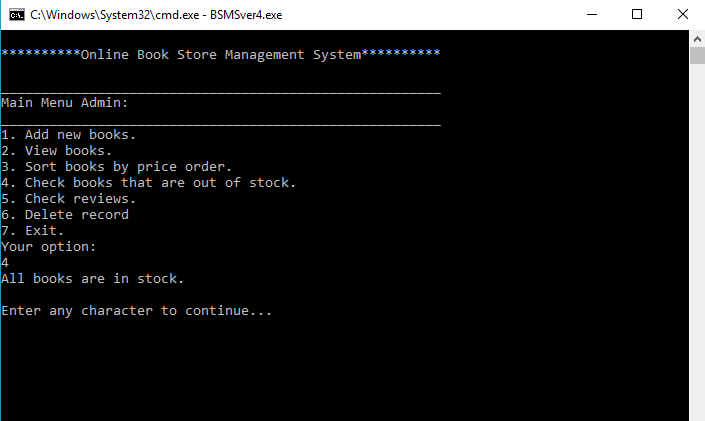 C:\Windows\System32\cmd.exe - BSMSver4.exe
**********Online Book Store Management System**********
_______________________________________________________
Main Menu Admin:
_______________________________________________________
1. Add new books.
2. View books.
3. Sort books by price order.
4. Check books that are out of stock.
5. Check reviews.
6. Delete record
7. Exit.
Your option:
4
All books are in stock.
Enter any character to continue...